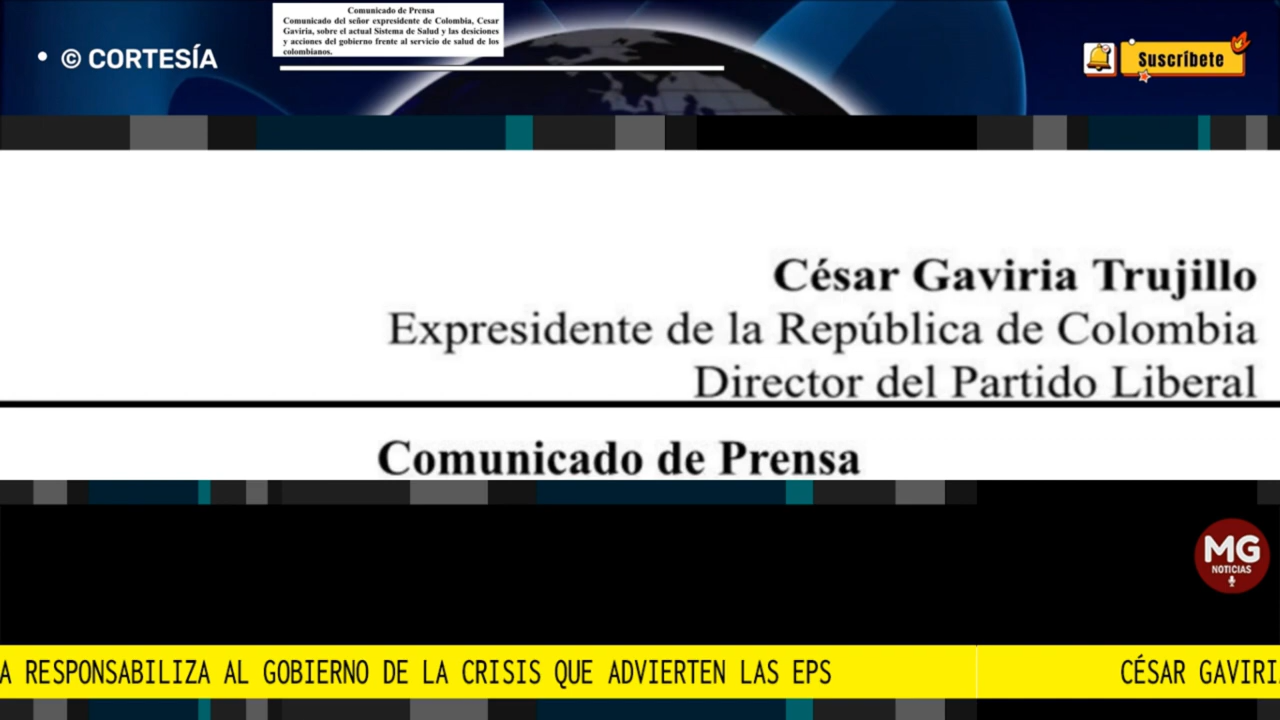 Comunicado de Prensa
Comunicado del señor expresidente de Colombia, Cesar
Gaviria, sobre el actual Sistema de Salud y las desiciones
y acciones del gobierno frente al servicio de salud de los
colombianos.
• © CORTESÍA
Suscríbete
César Gaviria Trujillo
Expresidente de la República de Colombia
Director del Partido Liberal
Comunicado de Prensa
MG
NOTICIAS
A RESPONSABILIZA AL GOBIERNO DE LA CRISIS QUE ADVIERTEN LAS EPS
CÉSAR GAVIRI